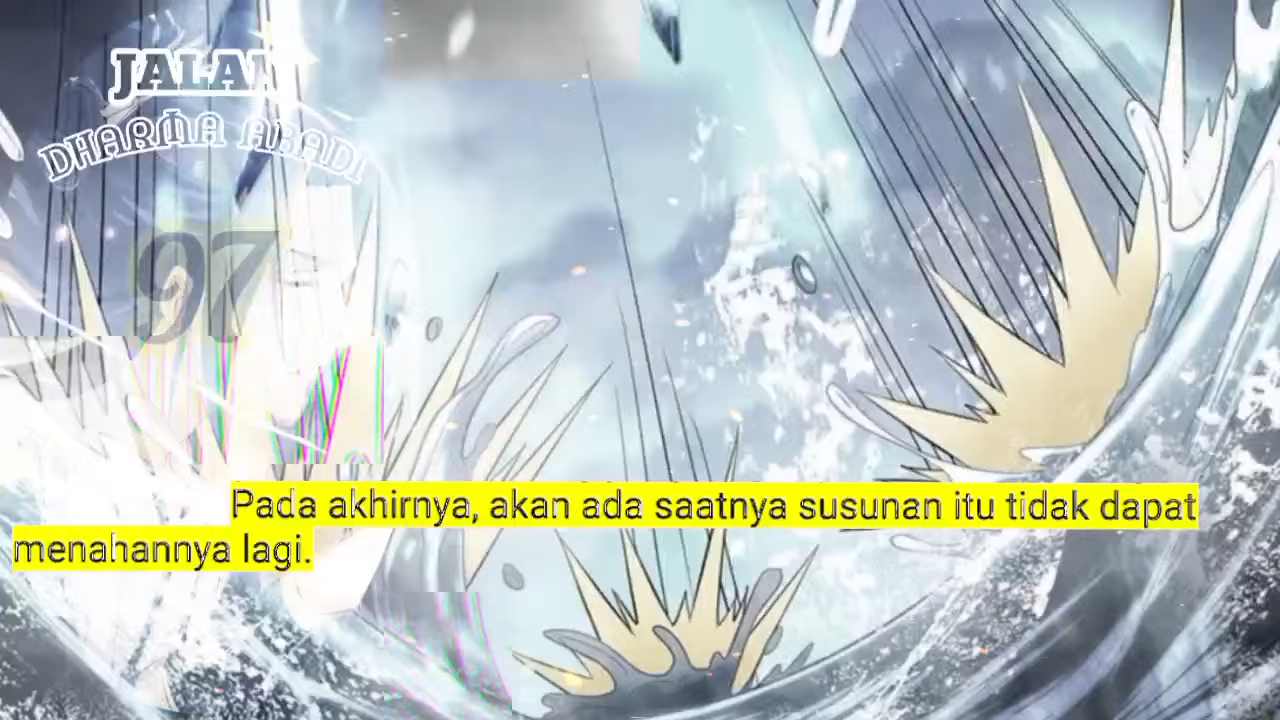 JALAN
DHARMA ABADI
97
Pada akhirnya, akan ada saatnya susunan itu tidak dapat
menahannya lagi.